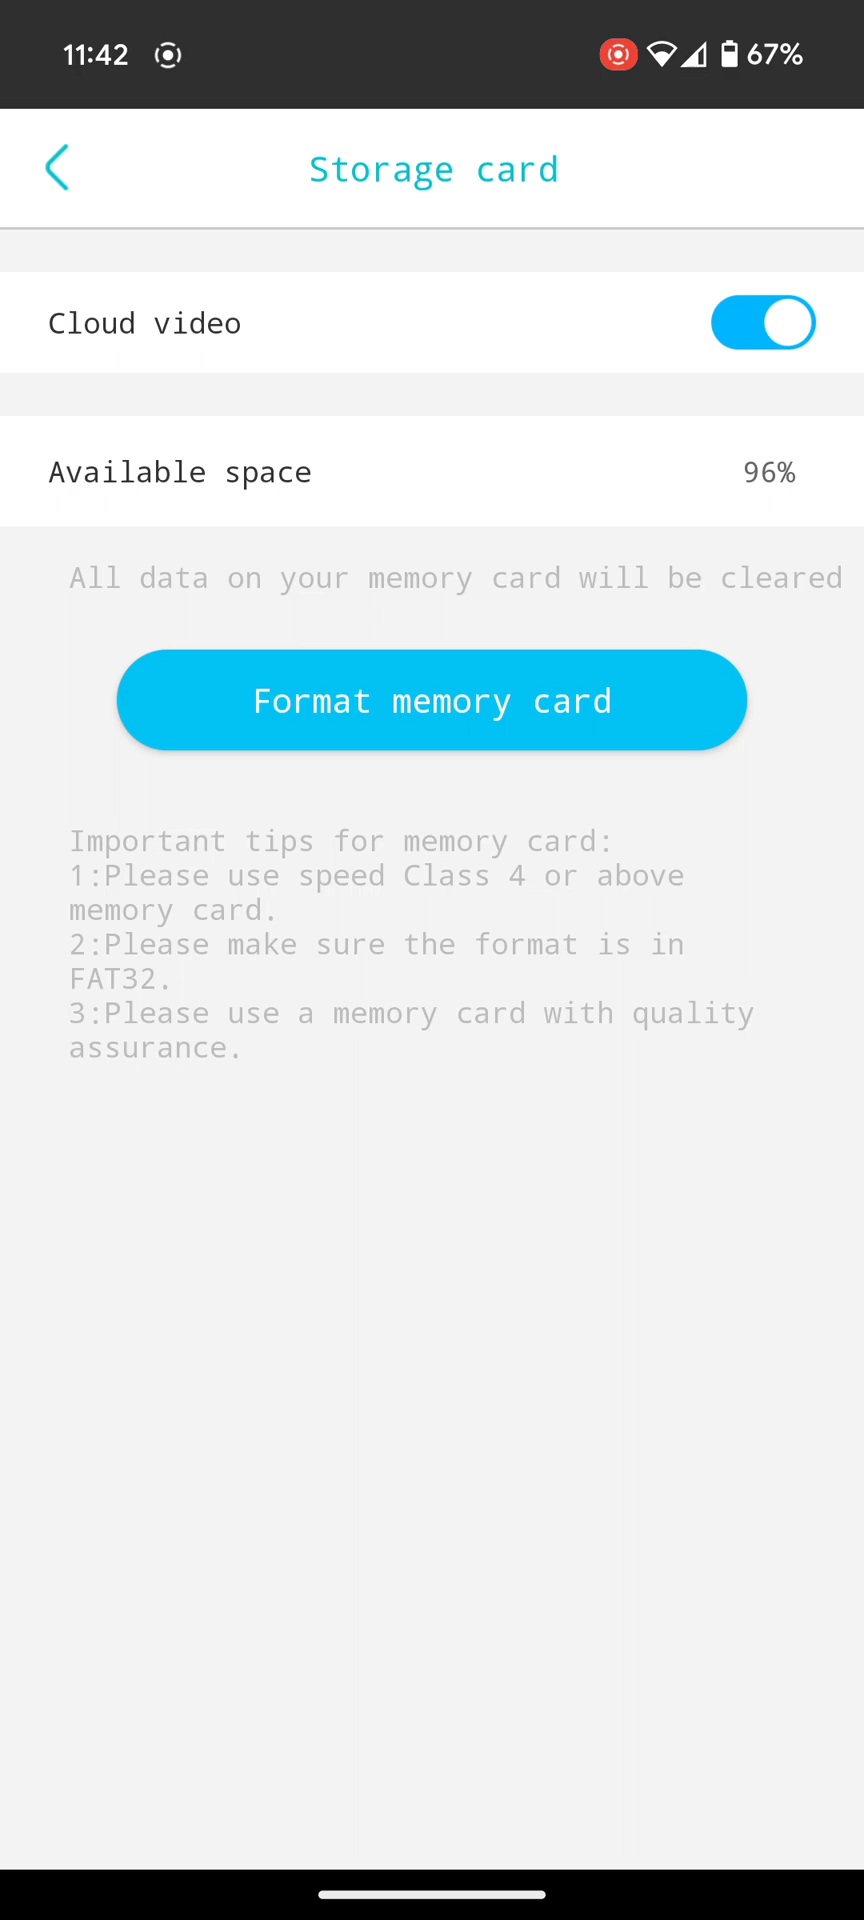 11:42
67%
Storage card
Cloud video
Available space 96%
All data on your memory card will be cleared
Format memory card
Important tips for memory card:
1:Please use speed Class 4 or above
memory card.
2:Please make sure the format is in
FAT32.
3:Please use a memory card with quality
assurance.